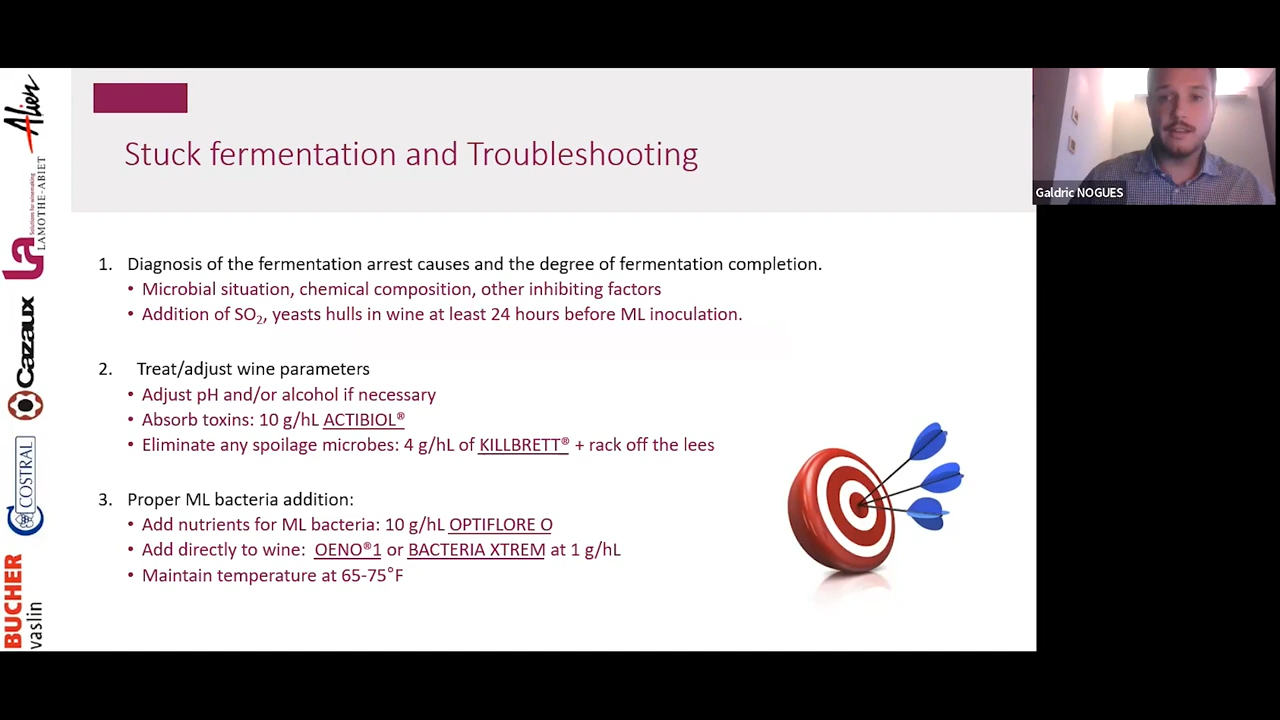 Stuck fermentation and Troubleshooting
Galdric NOGUES
1. Diagnosis of the fermentation arrest causes and the degree of fermentation completion.
• Microbial situation, chemical composition, other inhibiting factors
• Addition of SO₂, yeasts hulls in wine at least 24 hours before ML inoculation.
2. Treat/adjust wine parameters
• Adjust pH and/or alcohol if necessary
• Absorb toxins: 10 g/hL ACTIBIOL®
• Eliminate any spoilage microbes: 4 g/hL of KILLBRETT® + rack off the lees
3. Proper ML bacteria addition:
• Add nutrients for ML bacteria: 10 g/hL OPTIFLORE O
• Add directly to wine: OENO®1 or BACTERIA XTREM at 1 g/hL
• Maintain temperature at 65-75°F
Alien
la
Solutions for winemaking
LAMOTHE-ABIET
Cazaux
COSTRAL
BUCHER
vaslin